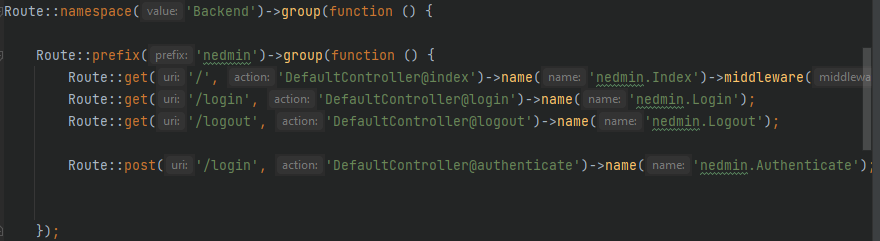 Route::namespace( value: 'Backend')->group(function () {
Route::prefix( prefix: 'nedmin')->group(function () {
Route::get( uri: '/', action: 'DefaultController@index')->name( name: 'nedmin.Index')->middleware( middlewa
Route::get( uri: '/login', action: 'DefaultController@login')->name( name: 'nedmin.Login');
Route::get( uri: '/logout', action: 'DefaultController@logout')->name( name: 'nedmin.Logout');
Route::post( uri: '/login', action: 'DefaultController@authenticate')->name( name: 'nedmin.Authenticate');
});